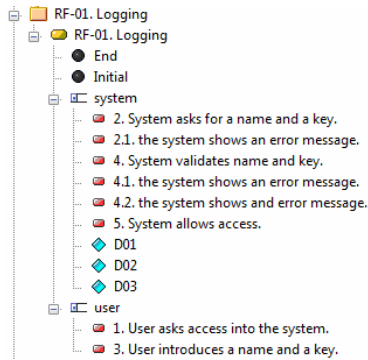 RF-01. Logging
RF-01. Logging
End
Initial
system
2. System asks for a name and a key.
2.1. the system shows an error message.
4. System validates name and key.
4.1. the system shows an error message.
4.2. the system shows and error message.
5. System allows access.
D01
D02
D03
user
1. User asks access into the system.
3. User introduces a name and a key.